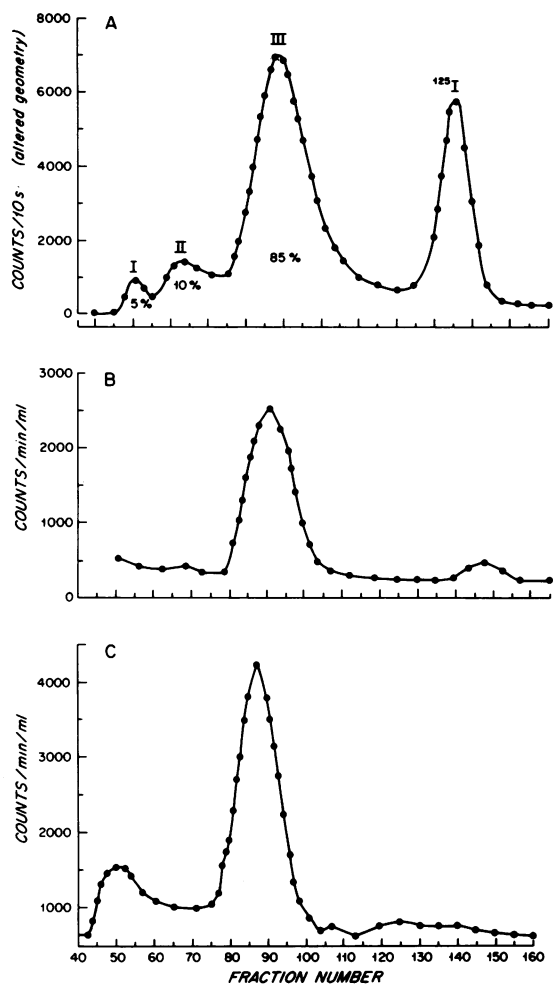 A
COUNTS/10 s. (altered geometry)
8000
6000
4000
2000
0
I
5 %
II
10 %
III
85 %
125I
B
COUNTS/min/ml
3000
2000
1000
0
C
COUNTS/min/ml
4000
3000
2000
1000
40 50 60 70 80 90 100 110 120 130 140 150 160
FRACTION NUMBER